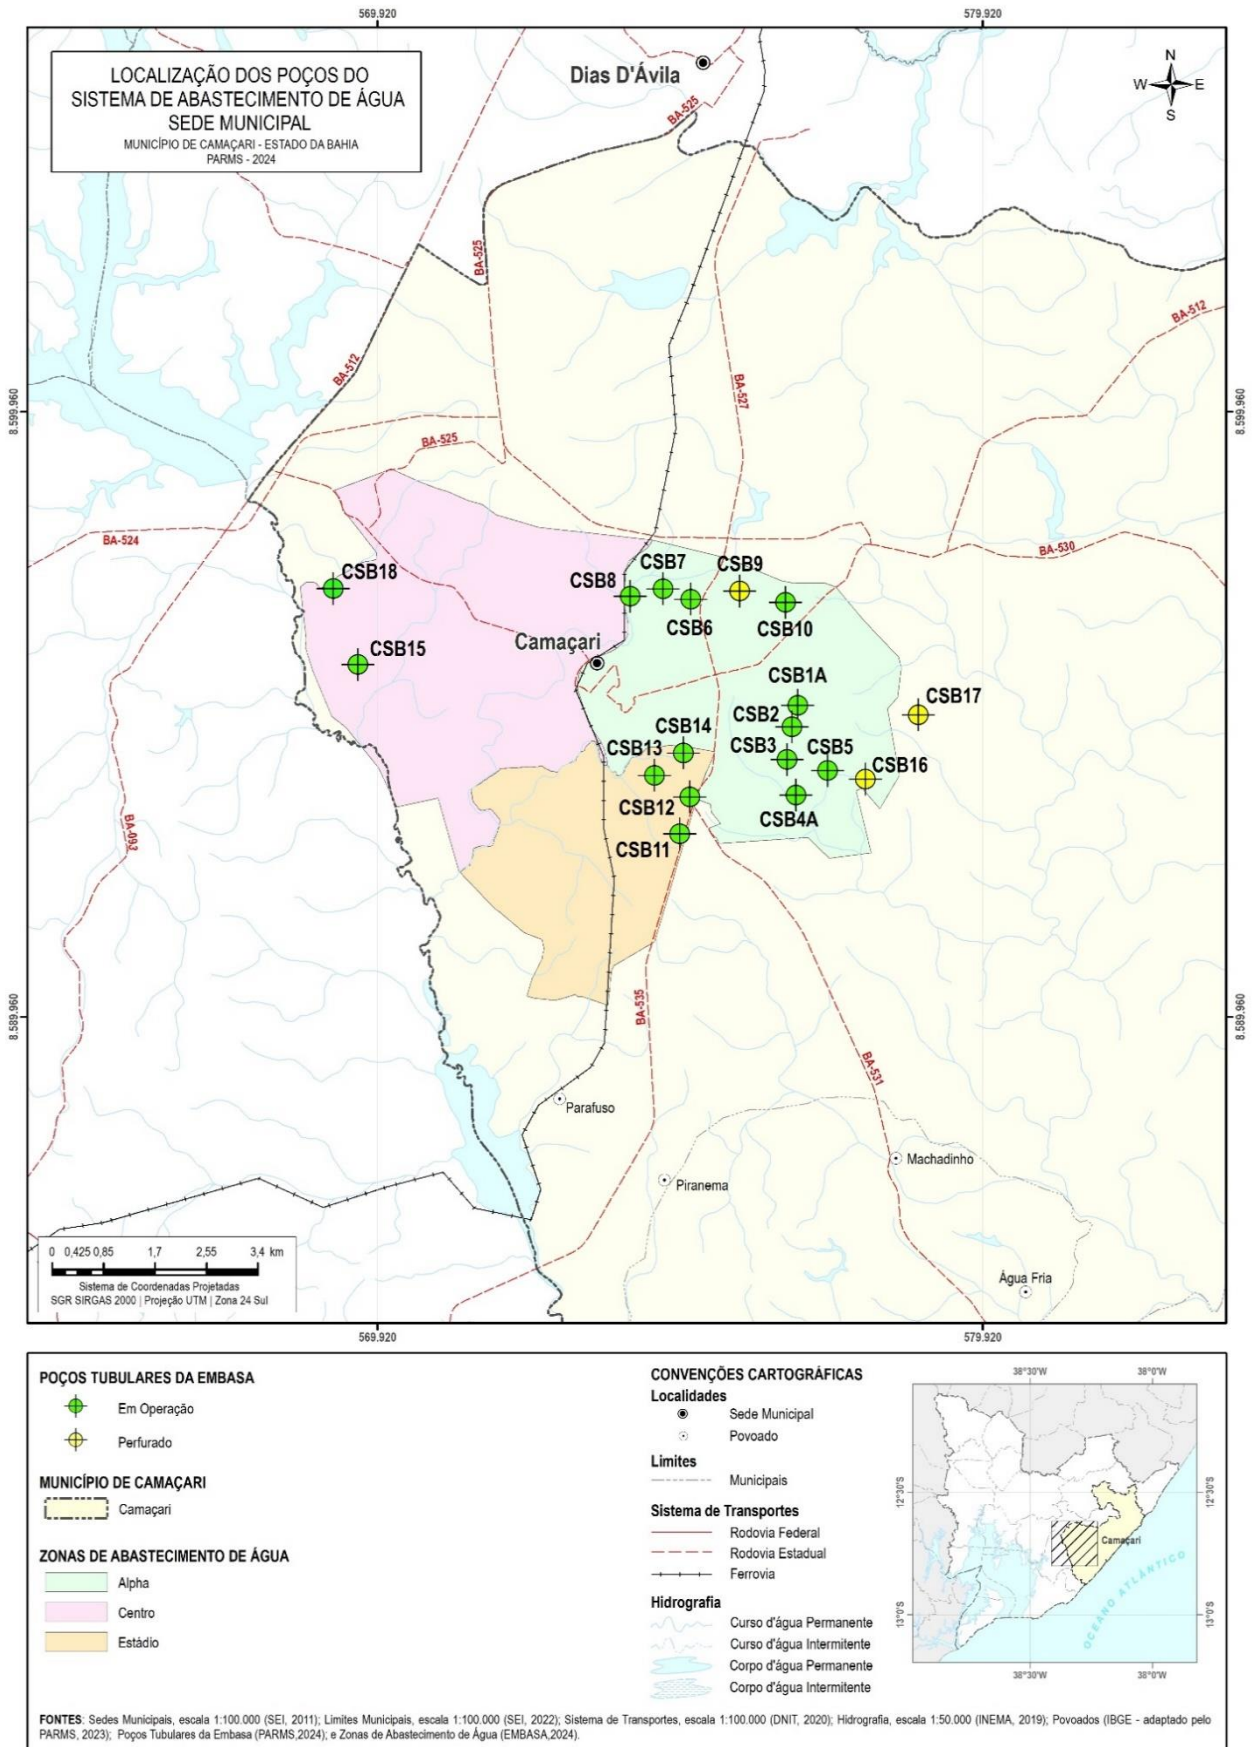 569.920
579.920
LOCALIZAÇÃO DOS POÇOS DO
SISTEMA DE ABASTECIMENTO DE ÁGUA
SEDE MUNICIPAL
MUNICÍPIO DE CAMAÇARI - ESTADO DA BAHIA
PARMS - 2024
Dias D'Ávila
N
W
E
S
BA-525
BA-525
BA-512
BA-512
BA-527
8.599.960
8.599.960
BA-525
BA-524
BA-530
CSB18
CSB8
CSB7
CSB9
CSB6
CSB10
Camaçari
CSB15
CSB1A
CSB17
CSB2
CSB14
CSB13
CSB3
CSB5
CSB16
CSB12
CSB4A
CSB11
BA-093
8.589.960
8.589.960
BA-535
BA-531
Parafuso
Machadinho
Piranema
Água Fria
0 0,425 0,85 1,7 2,55 3,4 km
Sistema de Coordenadas Projetadas
SGR SIRGAS 2000 | Projeção UTM | Zona 24 Sul
569.920
579.920
POÇOS TUBULARES DA EMBASA
Em Operação
Perfurado
MUNICÍPIO DE CAMAÇARI
Camaçari
ZONAS DE ABASTECIMENTO DE ÁGUA
Alpha
Centro
Estádio
CONVENÇÕES CARTOGRÁFICAS
Localidades
Sede Municipal
Povoado
Limites
Municipais
Sistema de Transportes
Rodovia Federal
Rodovia Estadual
Ferrovia
Hidrografia
Curso d'água Permanente
Curso d'água Intermitente
Corpo d'água Permanente
Corpo d'água Intermitente
38°30'W
38°0'W
12°30'S
12°30'S
Camaçari
OCEANO ATLÂNTICO
13°0'S
13°0'S
38°30'W
38°0'W
FONTES: Sedes Municipais, escala 1:100.000 (SEI, 2011); Limites Municipais, escala 1:100.000 (SEI, 2022); Sistema de Transportes, escala 1:100.000 (DNIT, 2020); Hidrografia, escala 1:50.000 (INEMA, 2019); Povoados (IBGE - adaptado pelo
PARMS, 2023); Poços Tubulares da Embasa (PARMS,2024); e Zonas de Abastecimento de Água (EMBASA,2024).